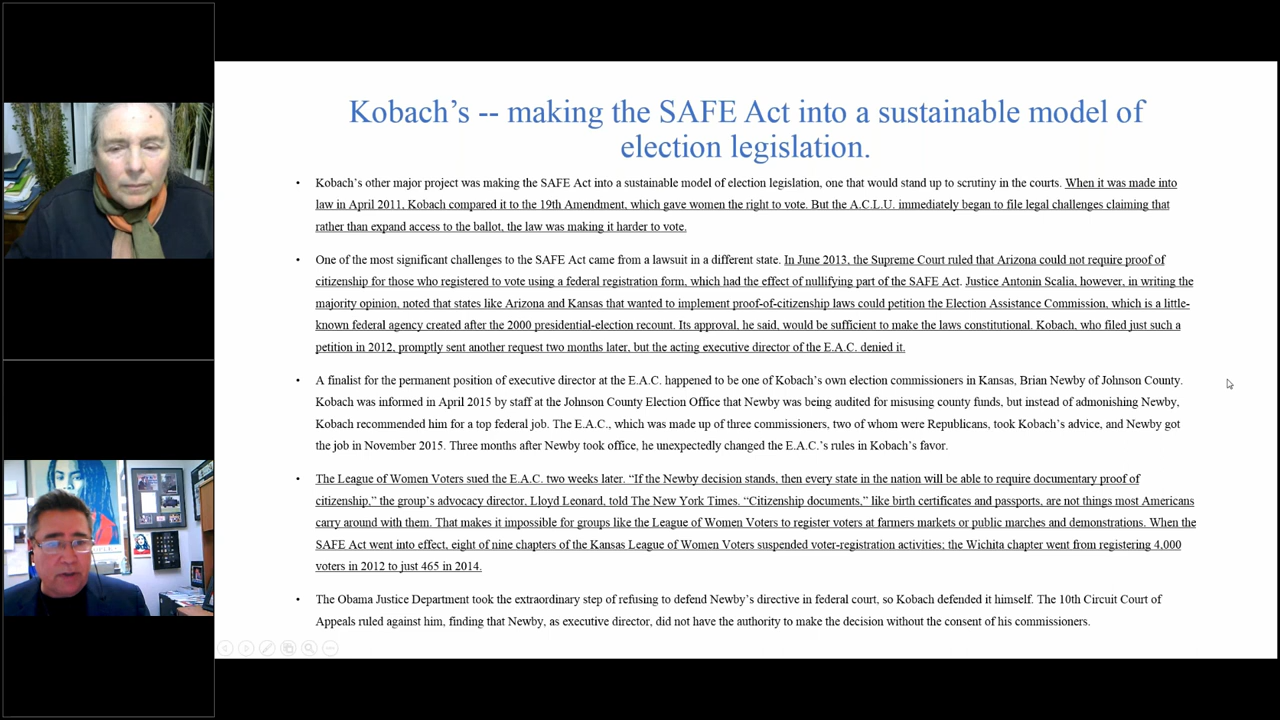 Kobach’s -- making the SAFE Act into a sustainable model of
election legislation.
• Kobach’s other major project was making the SAFE Act into a sustainable model of election legislation, one that would stand up to scrutiny in the courts. When it was made into
law in April 2011, Kobach compared it to the 19th Amendment, which gave women the right to vote. But the A.C.L.U. immediately began to file legal challenges claiming that
rather than expand access to the ballot, the law was making it harder to vote.
• One of the most significant challenges to the SAFE Act came from a lawsuit in a different state. In June 2013, the Supreme Court ruled that Arizona could not require proof of
citizenship for those who registered to vote using a federal registration form, which had the effect of nullifying part of the SAFE Act. Justice Antonin Scalia, however, in writing the
majority opinion, noted that states like Arizona and Kansas that wanted to implement proof-of-citizenship laws could petition the Election Assistance Commission, which is a little-
known federal agency created after the 2000 presidential-election recount. Its approval, he said, would be sufficient to make the laws constitutional. Kobach, who filed just such a
petition in 2012, promptly sent another request two months later, but the acting executive director of the E.A.C. denied it.
• A finalist for the permanent position of executive director at the E.A.C. happened to be one of Kobach’s own election commissioners in Kansas, Brian Newby of Johnson County.
Kobach was informed in April 2015 by staff at the Johnson County Election Office that Newby was being audited for misusing county funds, but instead of admonishing Newby,
Kobach recommended him for a top federal job. The E.A.C., which was made up of three commissioners, two of whom were Republicans, took Kobach’s advice, and Newby got
the job in November 2015. Three months after Newby took office, he unexpectedly changed the E.A.C.’s rules in Kobach’s favor.
• The League of Women Voters sued the E.A.C. two weeks later. “If the Newby decision stands, then every state in the nation will be able to require documentary proof of
citizenship,” the group’s advocacy director, Lloyd Leonard, told The New York Times. “Citizenship documents,” like birth certificates and passports, are not things most Americans
carry around with them. That makes it impossible for groups like the League of Women Voters to register voters at farmers markets or public marches and demonstrations. When the
SAFE Act went into effect, eight of nine chapters of the Kansas League of Women Voters suspended voter-registration activities; the Wichita chapter went from registering 4,000
voters in 2012 to just 465 in 2014.
• The Obama Justice Department took the extraordinary step of refusing to defend Newby’s directive in federal court, so Kobach defended it himself. The 10th Circuit Court of
Appeals ruled against him, finding that Newby, as executive director, did not have the authority to make the decision without the consent of his commissioners.